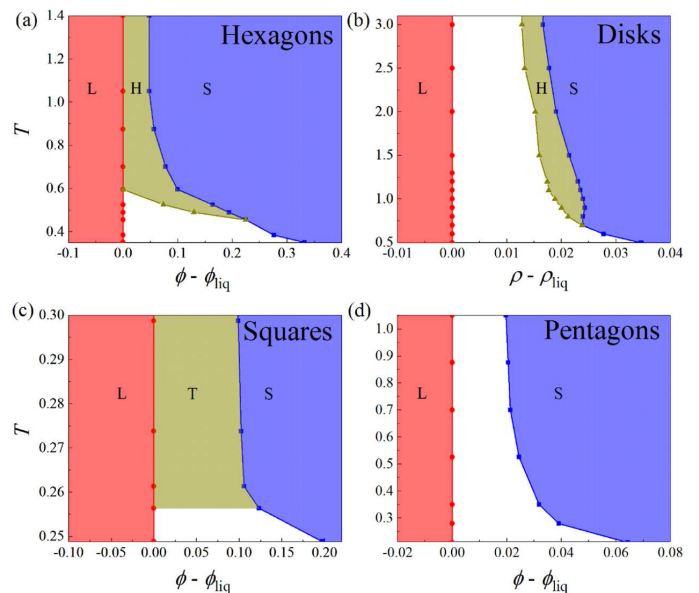 (a)
Hexagons
L
H
S
T
1.4
1.2
1.0
0.8
0.6
0.4
-0.1
0.0
0.1
0.2
0.3
0.4
ϕ - ϕliq
(b)
Disks
L
H
S
3.0
2.5
2.0
1.5
1.0
0.5
-0.01
0.00
0.01
0.02
0.03
0.04
ρ - ρliq
(c)
Squares
L
T
S
T
0.30
0.29
0.28
0.27
0.26
0.25
-0.10
-0.05
0.00
0.05
0.10
0.15
0.20
ϕ - ϕliq
(d)
Pentagons
L
S
1.0
0.9
0.8
0.7
0.6
0.5
0.4
0.3
-0.02
0.00
0.02
0.04
0.06
0.08
ϕ - ϕliq